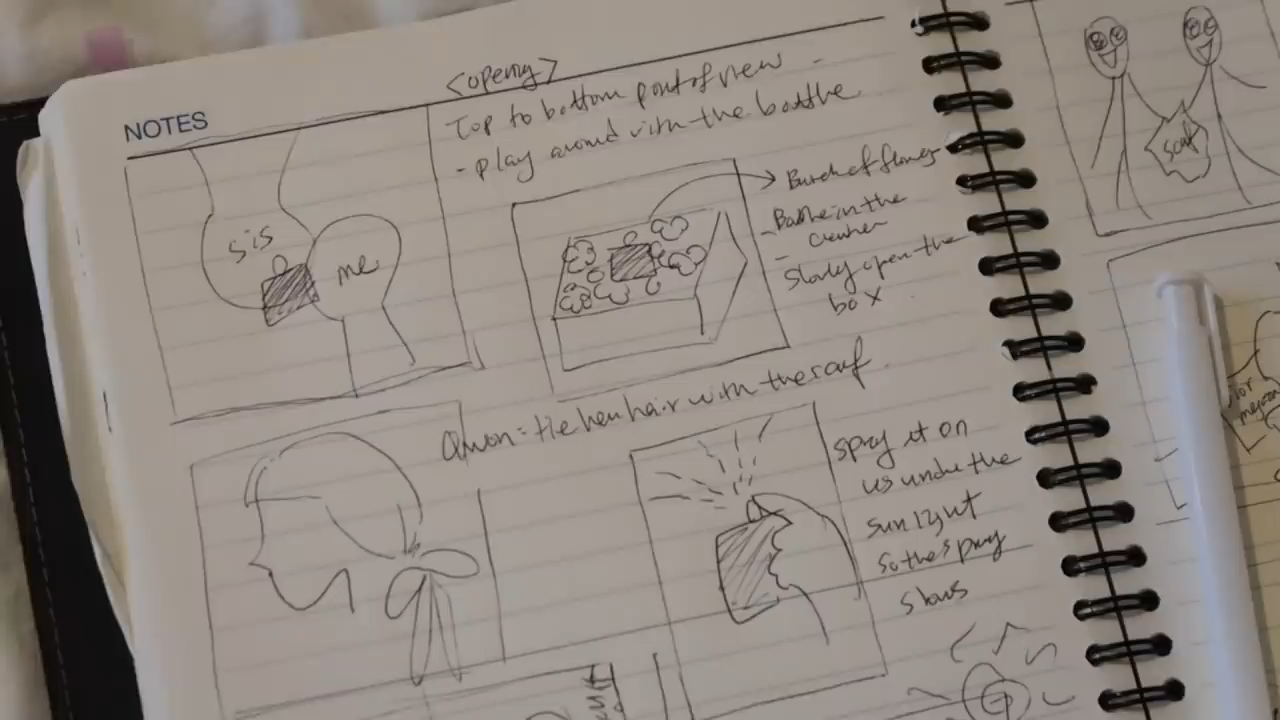 NOTES
<opening>
Top to bottom point of view -
- play around with the bottle
sis
me
Bunch of flower
- Bottle in the
center
- Slowly open the
box
tie her hair with the scarf
spray it on
us under the
sunlight
so the spray
shows
scarf